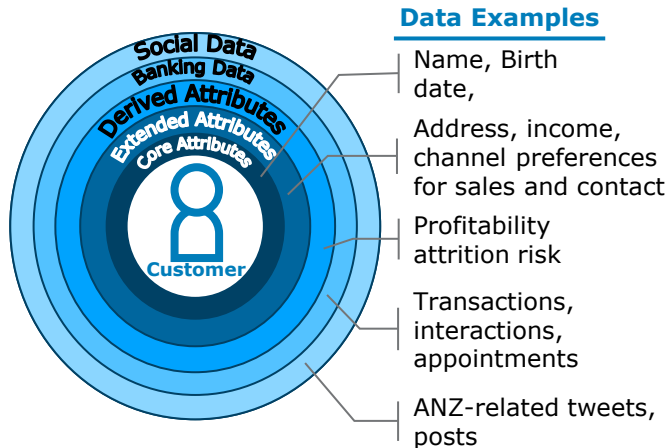 Data Examples
Social Data
Banking Data
Derived Attributes
Extended Attributes
Core Attributes
Customer
Name, Birth
date,
Address, income,
channel preferences
for sales and contact
Profitability
attrition risk
Transactions,
interactions,
appointments
ANZ-related tweets,
posts